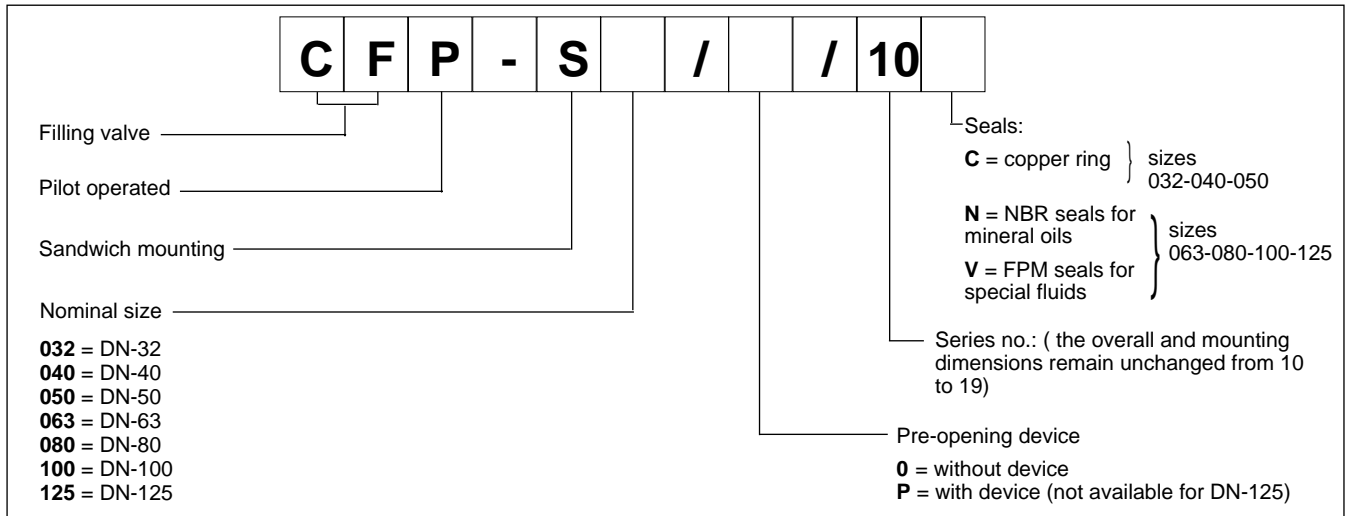 C F P - S / / 10
Filling valve
Pilot operated
Sandwich mounting
Nominal size
032 = DN-32
040 = DN-40
050 = DN-50
063 = DN-63
080 = DN-80
100 = DN-100
125 = DN-125
Seals:
C = copper ring
sizes
032-040-050
N = NBR seals for
mineral oils
V = FPM seals for
special fluids
sizes
063-080-100-125
Series no.: ( the overall and mounting
dimensions remain unchanged from 10
to 19)
Pre-opening device
0 = without device
P = with device (not available for DN-125)